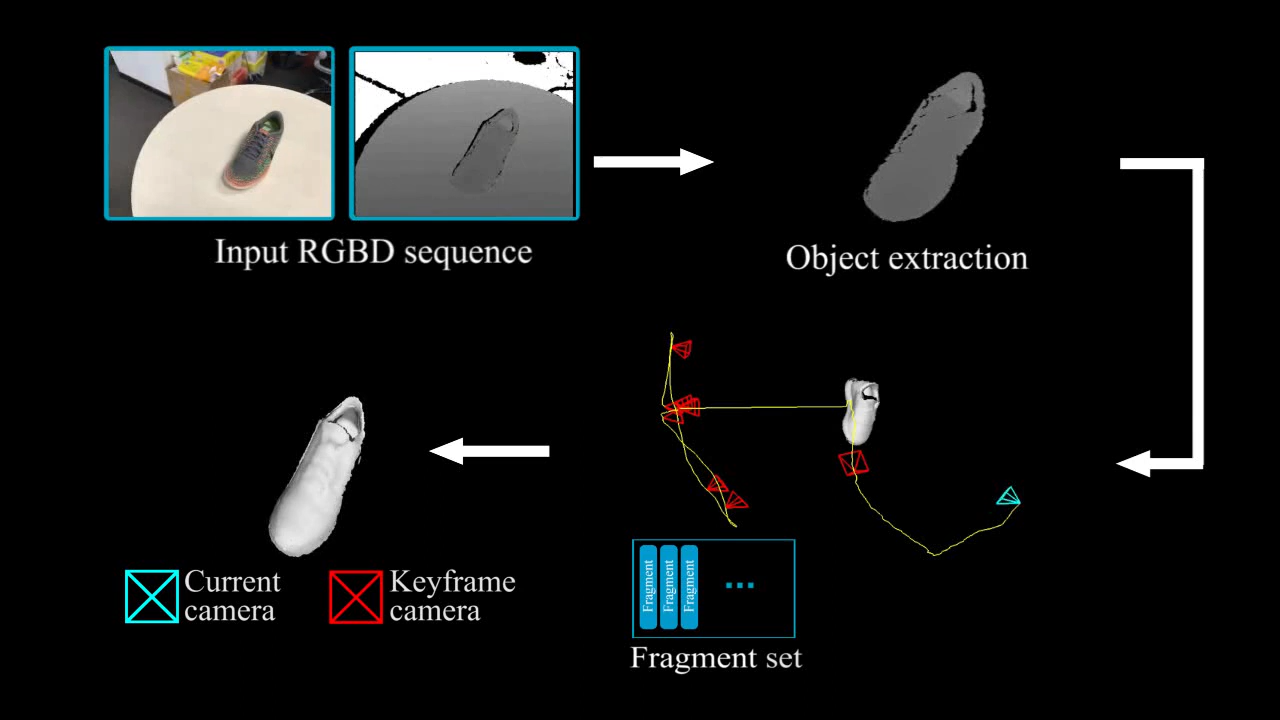 Input RGBD sequence
Object extraction
Current
camera
Keyframe
camera
Fragment
Fragment
Fragment
...
Fragment set